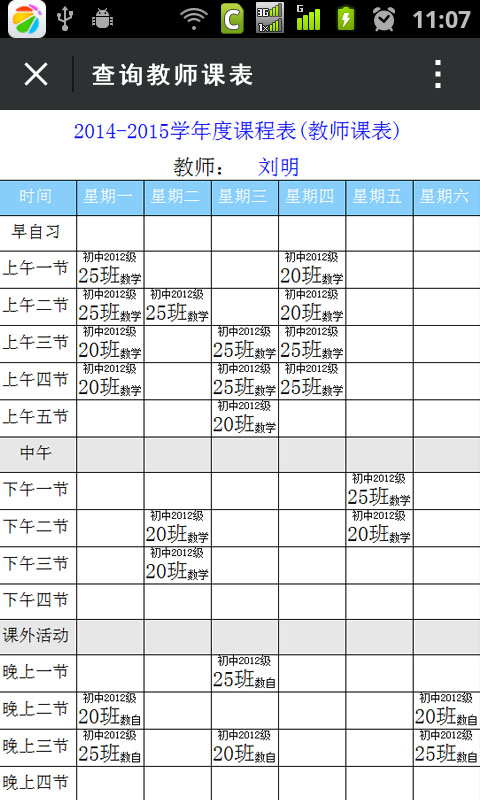 3G
G
11:07
查询教师课表
2014-2015学年度课程表(教师课表)
教师： 刘明
时间 星期一 星期二 星期三 星期四 星期五 星期六
早自习
初中2012级 初中2012级
上午一节 25班数学 20班数学
初中2012级 初中2012级 初中2012级
上午二节 25班数学 25班数学 20班数学
初中2012级 初中2012级 初中2012级
上午三节 20班数学 25班数学 25班数学
初中2012级 初中2012级 初中2012级
上午四节 20班数学 25班数学 25班数学
初中2012级
上午五节 20班数学
中午
初中2012级
下午一节 25班数学
初中2012级 初中2012级
下午二节 20班数学 20班数学
初中2012级
下午三节 20班数学
下午四节
课外活动
初中2012级
晚上一节 25班数自
初中2012级 初中2012级
晚上二节 20班数自 20班数自
初中2012级 初中2012级 初中2012级
晚上三节 25班数自 20班数自 25班数自
晚上四节